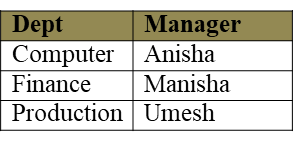 Dept Manager
Computer Anisha
Finance Manisha
Production Umesh